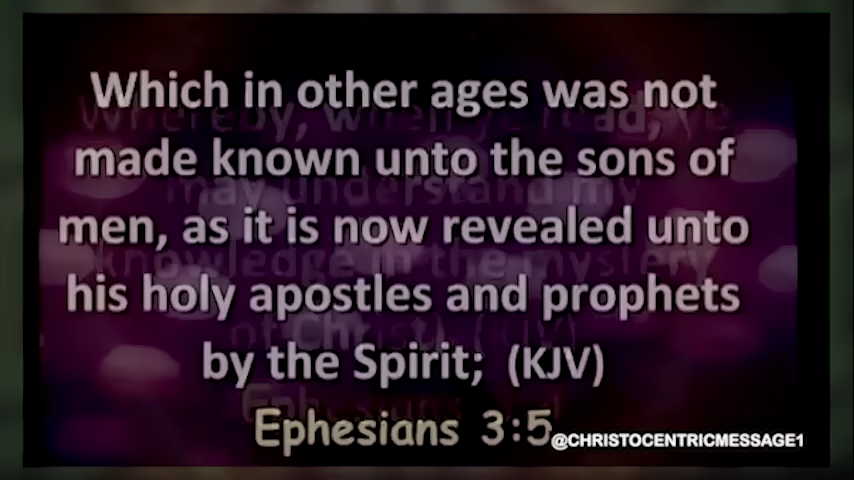 Which in other ages was not
made known unto the sons of
men, as it is now revealed unto
his holy apostles and prophets
by the Spirit; (KJV)
Ephesians 3:5
@CHRISTOCENTRICMESSAGE1